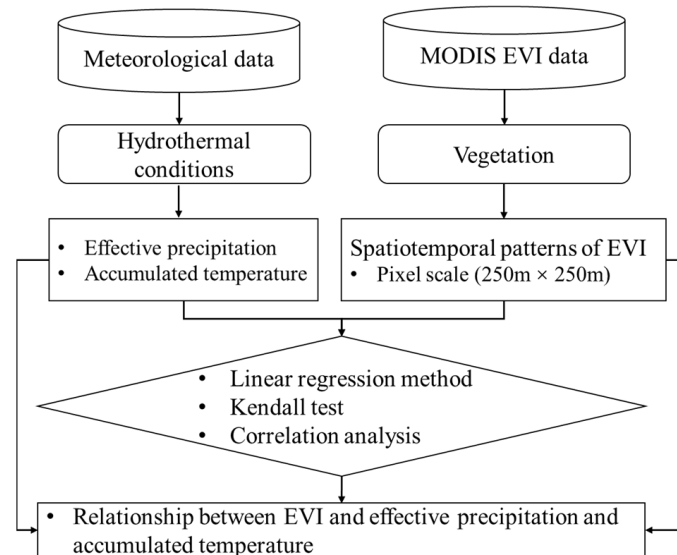 Meteorological data
MODIS EVI data
Hydrothermal
conditions
Vegetation
• Effective precipitation
• Accumulated temperature
Spatiotemporal patterns of EVI
• Pixel scale (250m × 250m)
• Linear regression method
• Kendall test
• Correlation analysis
• Relationship between EVI and effective precipitation and
accumulated temperature